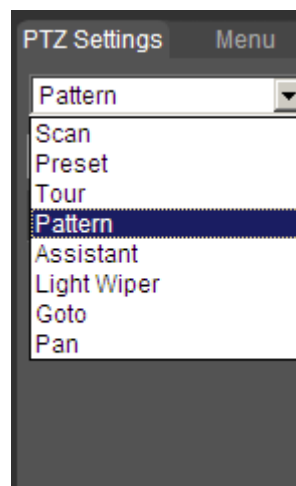 PTZ Settings Menu
Pattern
Scan
Preset
Tour
Pattern
Assistant
Light Wiper
Goto
Pan